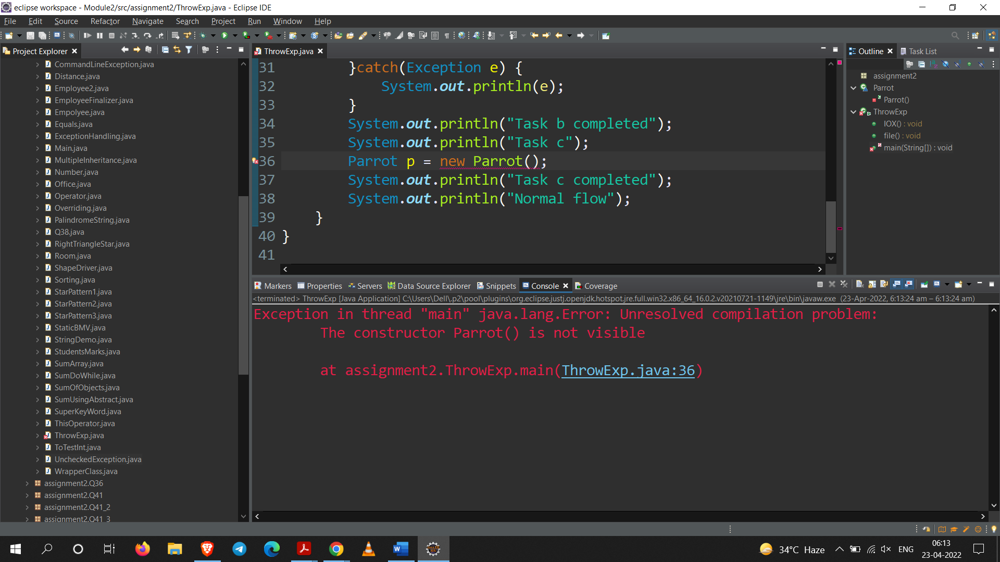 eclipse workspace - Module2/src/assignment2/ThrowExp.java - Eclipse IDE
File Edit Source Refactor Navigate Search Project Run Window Help
Project Explorer
CommandLineException.java
Distance.java
Employee2.java
EmployeeFinalizer.java
Empolyee.java
Equals.java
ExceptionHandling.java
Main.java
MultipleInheritance.java
Number.java
Office.java
Operator.java
Overriding.java
PalindromeString.java
Q38.java
RightTriangleStar.java
Room.java
ShapeDriver.java
Sorting.java
StarPattern1.java
StarPattern2.java
StarPattern3.java
StaticBMV.java
StringDemo.java
StudentsMarks.java
SumArray.java
SumDoWhile.java
SumOfObjects.java
SumUsingAbstract.java
SuperKeyWord.java
ThisOperator.java
ThrowExp.java
ToTestInt.java
UncheckedException.java
WrapperClass.java
assignment2.Q36
assignment2.Q41
assignment2.Q41_2
assignment2.Q41_3
ThrowExp.java
31 }catch(Exception e) {
32 System.out.println(e);
33 }
34 System.out.println("Task b completed");
35 System.out.println("Task c");
36 Parrot p = new Parrot();
37 System.out.println("Task c completed");
38 System.out.println("Normal flow");
39 }
40 }
41
Outline Task List
assignment2
Parrot
Parrot()
ThrowExp
IOX() : void
file() : void
main(String[]) : void
Markers Properties Servers Data Source Explorer Snippets Console Coverage
<terminated> ThrowExp [Java Application] C:\Users\Dell\.p2\pool\plugins\org.eclipse.justj.openjdk.hotspot.jre.full.win32.x86_64_16.0.2.v20210721-1149\jre\bin\javaw.exe (23-Apr-2022, 6:13:24 am – 6:13:24 am)
Exception in thread "main" java.lang.Error: Unresolved compilation problem:
The constructor Parrot() is not visible
at assignment2.ThrowExp.main(ThrowExp.java:36)
34°C Haze
ENG
06:13
23-04-2022